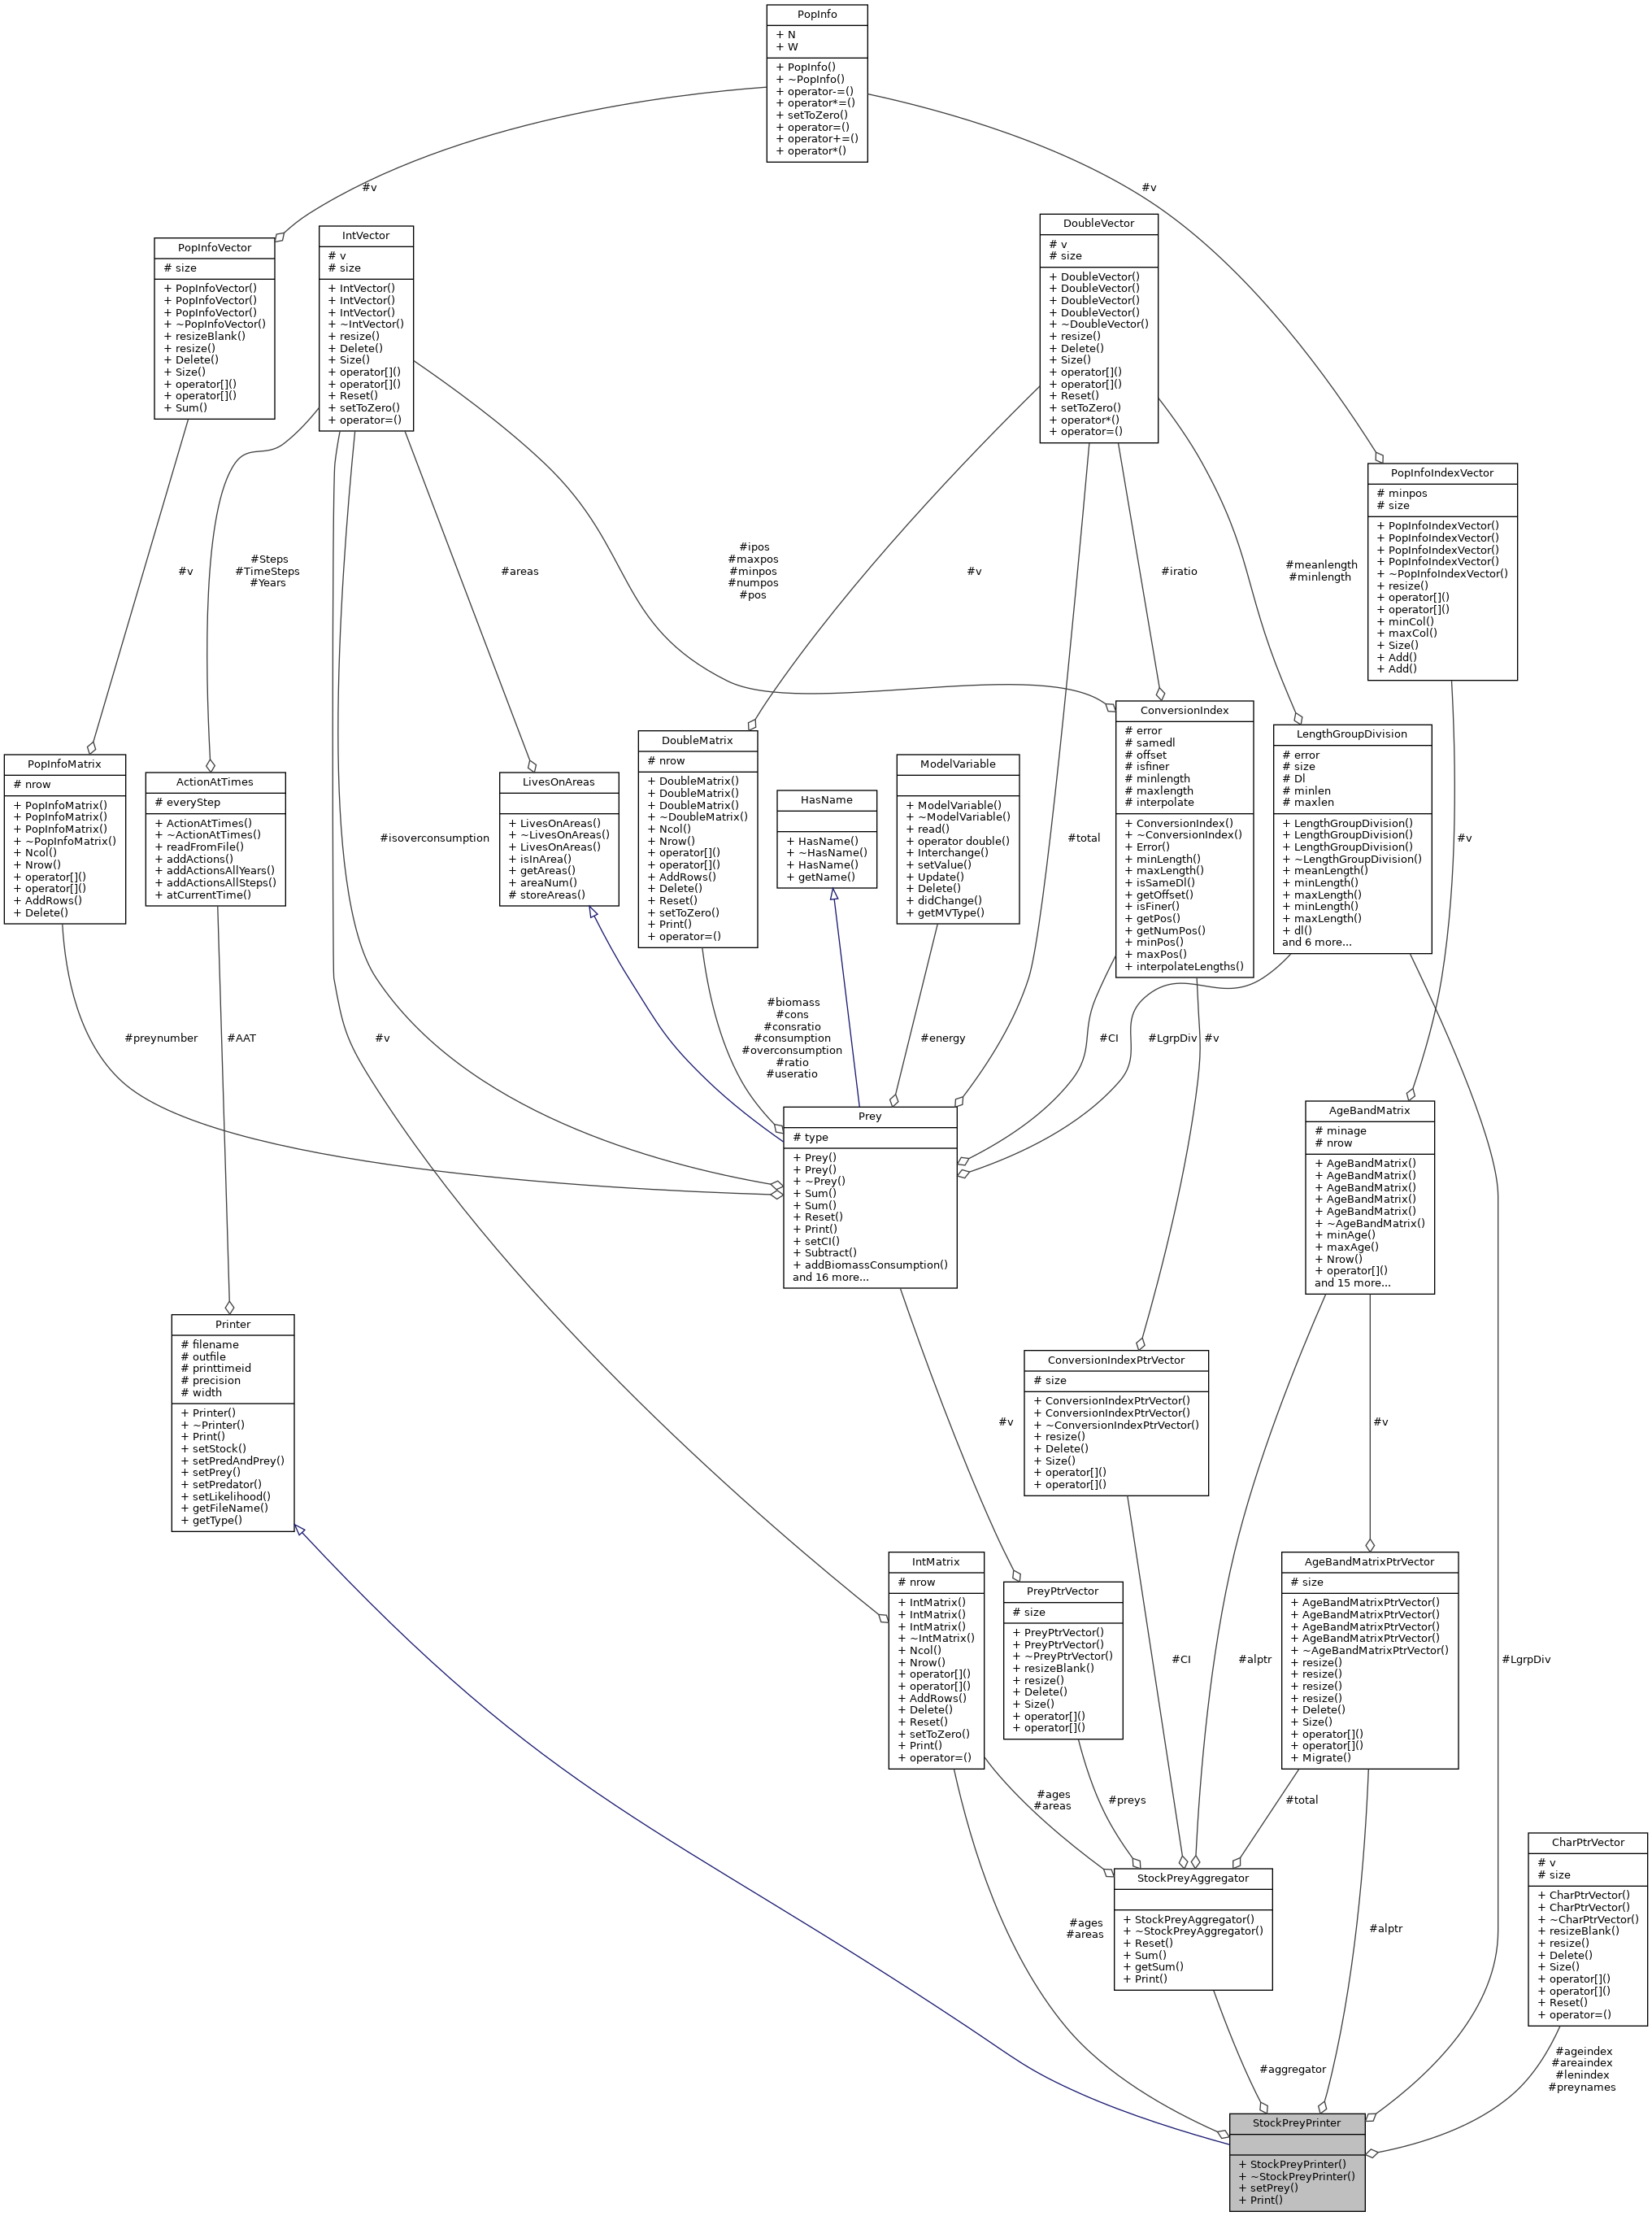 PopInfo
+ N
+ W
+ PopInfo()
+ ~PopInfo()
+ operator-=()
+ operator*=()
+ setToZero()
+ operator=()
+ operator+=()
+ operator*()
#v
#v
PopInfoVector
# size
+ PopInfoVector()
+ PopInfoVector()
+ PopInfoVector()
+ ~PopInfoVector()
+ resizeBlank()
+ resize()
+ Delete()
+ Size()
+ operator[]()
+ operator[]()
+ Sum()
IntVector
# v
# size
+ IntVector()
+ IntVector()
+ IntVector()
+ ~IntVector()
+ resize()
+ Delete()
+ Size()
+ operator[]()
+ operator[]()
+ Reset()
+ setToZero()
+ operator=()
DoubleVector
# v
# size
+ DoubleVector()
+ DoubleVector()
+ DoubleVector()
+ DoubleVector()
+ ~DoubleVector()
+ resize()
+ Delete()
+ Size()
+ operator[]()
+ operator[]()
+ Reset()
+ setToZero()
+ operator*()
+ operator=()
PopInfoIndexVector
# minpos
# size
+ PopInfoIndexVector()
+ PopInfoIndexVector()
+ PopInfoIndexVector()
+ PopInfoIndexVector()
+ ~PopInfoIndexVector()
+ resize()
+ operator[]()
+ operator[]()
+ minCol()
+ maxCol()
+ Size()
+ Add()
+ Add()
#v
#Steps
#TimeSteps
#Years
#areas
#ipos
#maxpos
#minpos
#numpos
#pos
#v
#iratio
#meanlength
#minlength
PopInfoMatrix
# nrow
+ PopInfoMatrix()
+ PopInfoMatrix()
+ PopInfoMatrix()
+ ~PopInfoMatrix()
+ Ncol()
+ Nrow()
+ operator[]()
+ operator[]()
+ AddRows()
+ Delete()
ActionAtTimes
# everyStep
+ ActionAtTimes()
+ ~ActionAtTimes()
+ readFromFile()
+ addActions()
+ addActionsAllYears()
+ addActionsAllSteps()
+ atCurrentTime()
#isoverconsumption
LivesOnAreas
+ LivesOnAreas()
+ ~LivesOnAreas()
+ LivesOnAreas()
+ isInArea()
+ getAreas()
+ areaNum()
# storeAreas()
DoubleMatrix
# nrow
+ DoubleMatrix()
+ DoubleMatrix()
+ DoubleMatrix()
+ ~DoubleMatrix()
+ Ncol()
+ Nrow()
+ operator[]()
+ operator[]()
+ AddRows()
+ Delete()
+ Reset()
+ setToZero()
+ Print()
+ operator=()
HasName
+ HasName()
+ ~HasName()
+ HasName()
+ getName()
ModelVariable
+ ModelVariable()
+ ~ModelVariable()
+ read()
+ operator double()
+ Interchange()
+ setValue()
+ Update()
+ Delete()
+ didChange()
+ getMVType()
#total
ConversionIndex
# error
# samedl
# offset
# isfiner
# minlength
# maxlength
# interpolate
+ ConversionIndex()
+ ~ConversionIndex()
+ Error()
+ minLength()
+ maxLength()
+ isSameDl()
+ getOffset()
+ isFiner()
+ getPos()
+ getNumPos()
+ minPos()
+ maxPos()
+ interpolateLengths()
LengthGroupDivision
# error
# size
# Dl
# minlen
# maxlen
+ LengthGroupDivision()
+ LengthGroupDivision()
+ LengthGroupDivision()
+ ~LengthGroupDivision()
+ meanLength()
+ minLength()
+ maxLength()
+ minLength()
+ maxLength()
+ dl()
and 6 more...
#v
#preynumber
#AAT
#v
#biomass
#cons
#consratio
#consumption
#overconsumption
#ratio
#useratio
#energy
#CI
#LgrpDiv
#v
Prey
# type
+ Prey()
+ Prey()
+ ~Prey()
+ Sum()
+ Sum()
+ Reset()
+ Print()
+ setCI()
+ Subtract()
+ addBiomassConsumption()
and 16 more...
AgeBandMatrix
# minage
# nrow
+ AgeBandMatrix()
+ AgeBandMatrix()
+ AgeBandMatrix()
+ AgeBandMatrix()
+ AgeBandMatrix()
+ ~AgeBandMatrix()
+ minAge()
+ maxAge()
+ Nrow()
+ operator[]()
and 15 more...
Printer
# filename
# outfile
# printtimeid
# precision
# width
+ Printer()
+ ~Printer()
+ Print()
+ setStock()
+ setPredAndPrey()
+ setPrey()
+ setPredator()
+ setLikelihood()
+ getFileName()
+ getType()
#v
ConversionIndexPtrVector
# size
+ ConversionIndexPtrVector()
+ ConversionIndexPtrVector()
+ ~ConversionIndexPtrVector()
+ resize()
+ Delete()
+ Size()
+ operator[]()
+ operator[]()
#v
IntMatrix
# nrow
+ IntMatrix()
+ IntMatrix()
+ IntMatrix()
+ ~IntMatrix()
+ Ncol()
+ Nrow()
+ operator[]()
+ operator[]()
+ AddRows()
+ Delete()
+ Reset()
+ setToZero()
+ Print()
+ operator=()
PreyPtrVector
# size
+ PreyPtrVector()
+ PreyPtrVector()
+ ~PreyPtrVector()
+ resizeBlank()
+ resize()
+ Delete()
+ Size()
+ operator[]()
+ operator[]()
#CI
#alptr
AgeBandMatrixPtrVector
# size
+ AgeBandMatrixPtrVector()
+ AgeBandMatrixPtrVector()
+ AgeBandMatrixPtrVector()
+ AgeBandMatrixPtrVector()
+ ~AgeBandMatrixPtrVector()
+ resize()
+ resize()
+ resize()
+ resize()
+ Delete()
+ Size()
+ operator[]()
+ operator[]()
+ Migrate()
#LgrpDiv
#ages
#areas
#preys
#total
StockPreyAggregator
+ StockPreyAggregator()
+ ~StockPreyAggregator()
+ Reset()
+ Sum()
+ getSum()
+ Print()
#ages
#areas
#alptr
CharPtrVector
# v
# size
+ CharPtrVector()
+ CharPtrVector()
+ ~CharPtrVector()
+ resizeBlank()
+ resize()
+ Delete()
+ Size()
+ operator[]()
+ operator[]()
+ Reset()
+ operator=()
#aggregator
#ageindex
#areaindex
#lenindex
#preynames
StockPreyPrinter
+ StockPreyPrinter()
+ ~StockPreyPrinter()
+ setPrey()
+ Print()